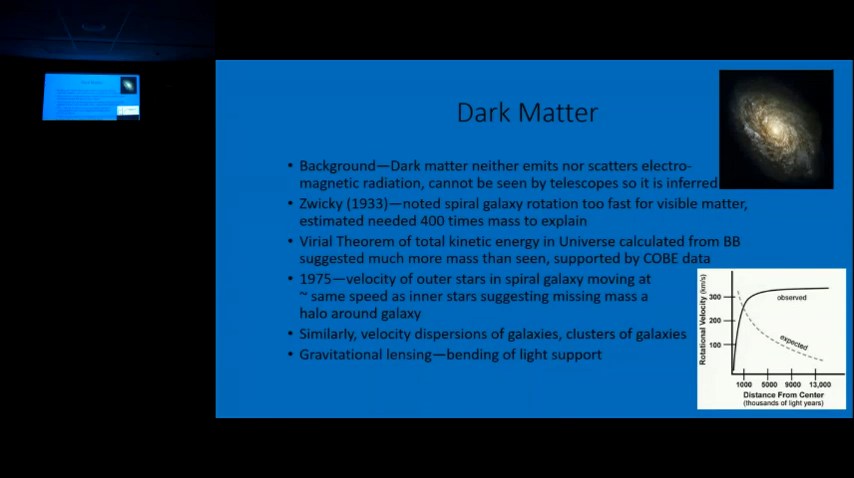 Dark Matter
• Background—Dark matter neither emits nor scatters electro-
magnetic radiation, cannot be seen by telescopes so it is inferred
• Zwicky (1933)—noted spiral galaxy rotation too fast for visible matter,
estimated needed 400 times mass to explain
• Virial Theorem of total kinetic energy in Universe calculated from BB
suggested much more mass than seen, supported by COBE data
• 1975—velocity of outer stars in spiral galaxy moving at
~ same speed as inner stars suggesting missing mass a
halo around galaxy
• Similarly, velocity dispersions of galaxies, clusters of galaxies
• Gravitational lensing—bending of light support
Rotational Velocity (km/s)
300
200
100
observed
expected
1000 5000 9000 13,000
Distance From Center
(thousands of light years)